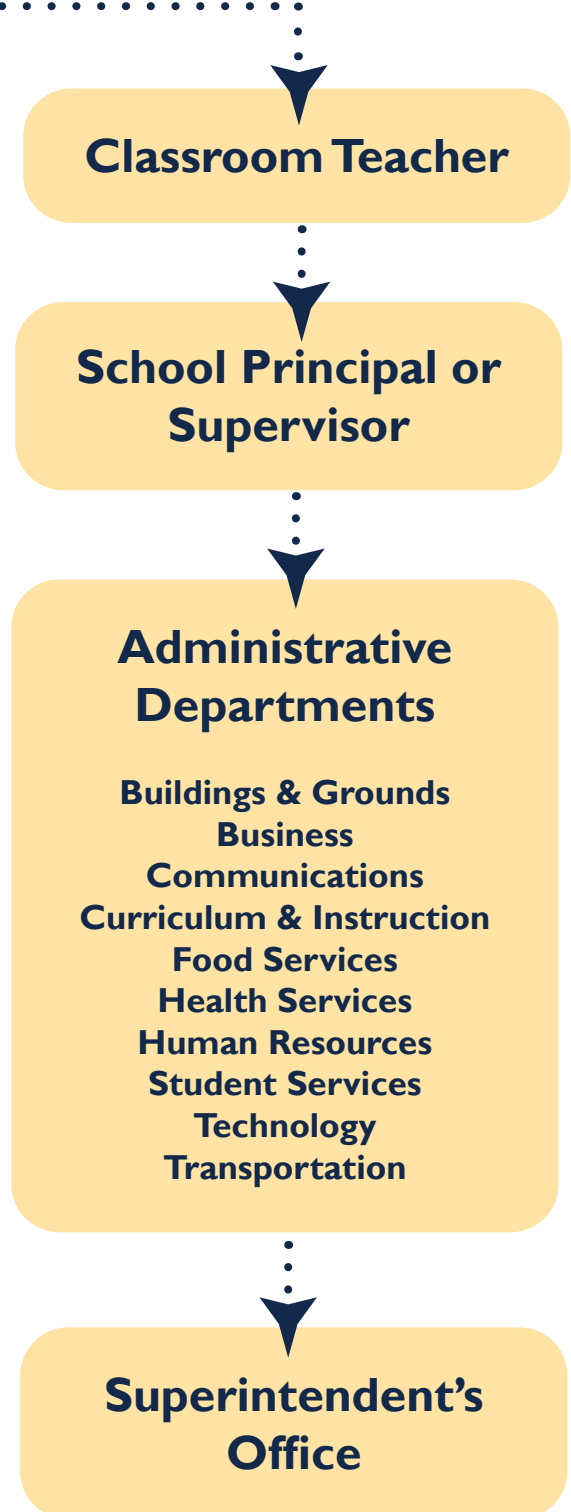 Classroom Teacher
School Principal or
Supervisor
Administrative
Departments
Buildings & Grounds
Business
Communications
Curriculum & Instruction
Food Services
Health Services
Human Resources
Student Services
Technology
Transportation
Superintendent’s
Office